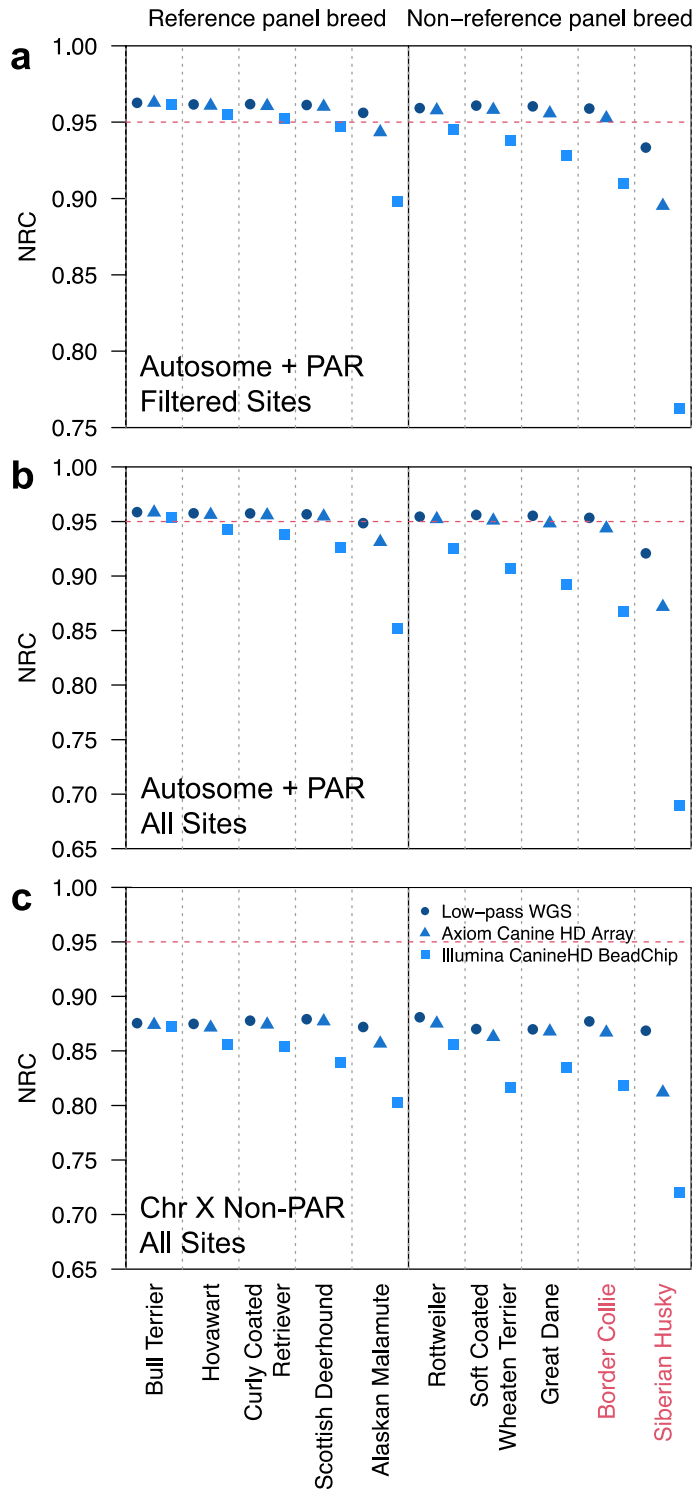 Reference panel breed
Non−reference panel breed
a
1.00
0.95
0.90
0.85
0.80
0.75
NRC
Autosome + PAR
Filtered Sites
b
1.00
0.95
0.90
0.85
0.80
0.75
0.70
0.65
NRC
Autosome + PAR
All Sites
c
1.00
0.95
0.90
0.85
0.80
0.75
0.70
0.65
NRC
Low−pass WGS
Axiom Canine HD Array
Illumina CanineHD BeadChip
Chr X Non-PAR
All Sites
Bull Terrier
Hovawart
Curly Coated
Retriever
Scottish Deerhound
Alaskan Malamute
Rottweiler
Soft Coated
Wheaten Terrier
Great Dane
Border Collie
Siberian Husky